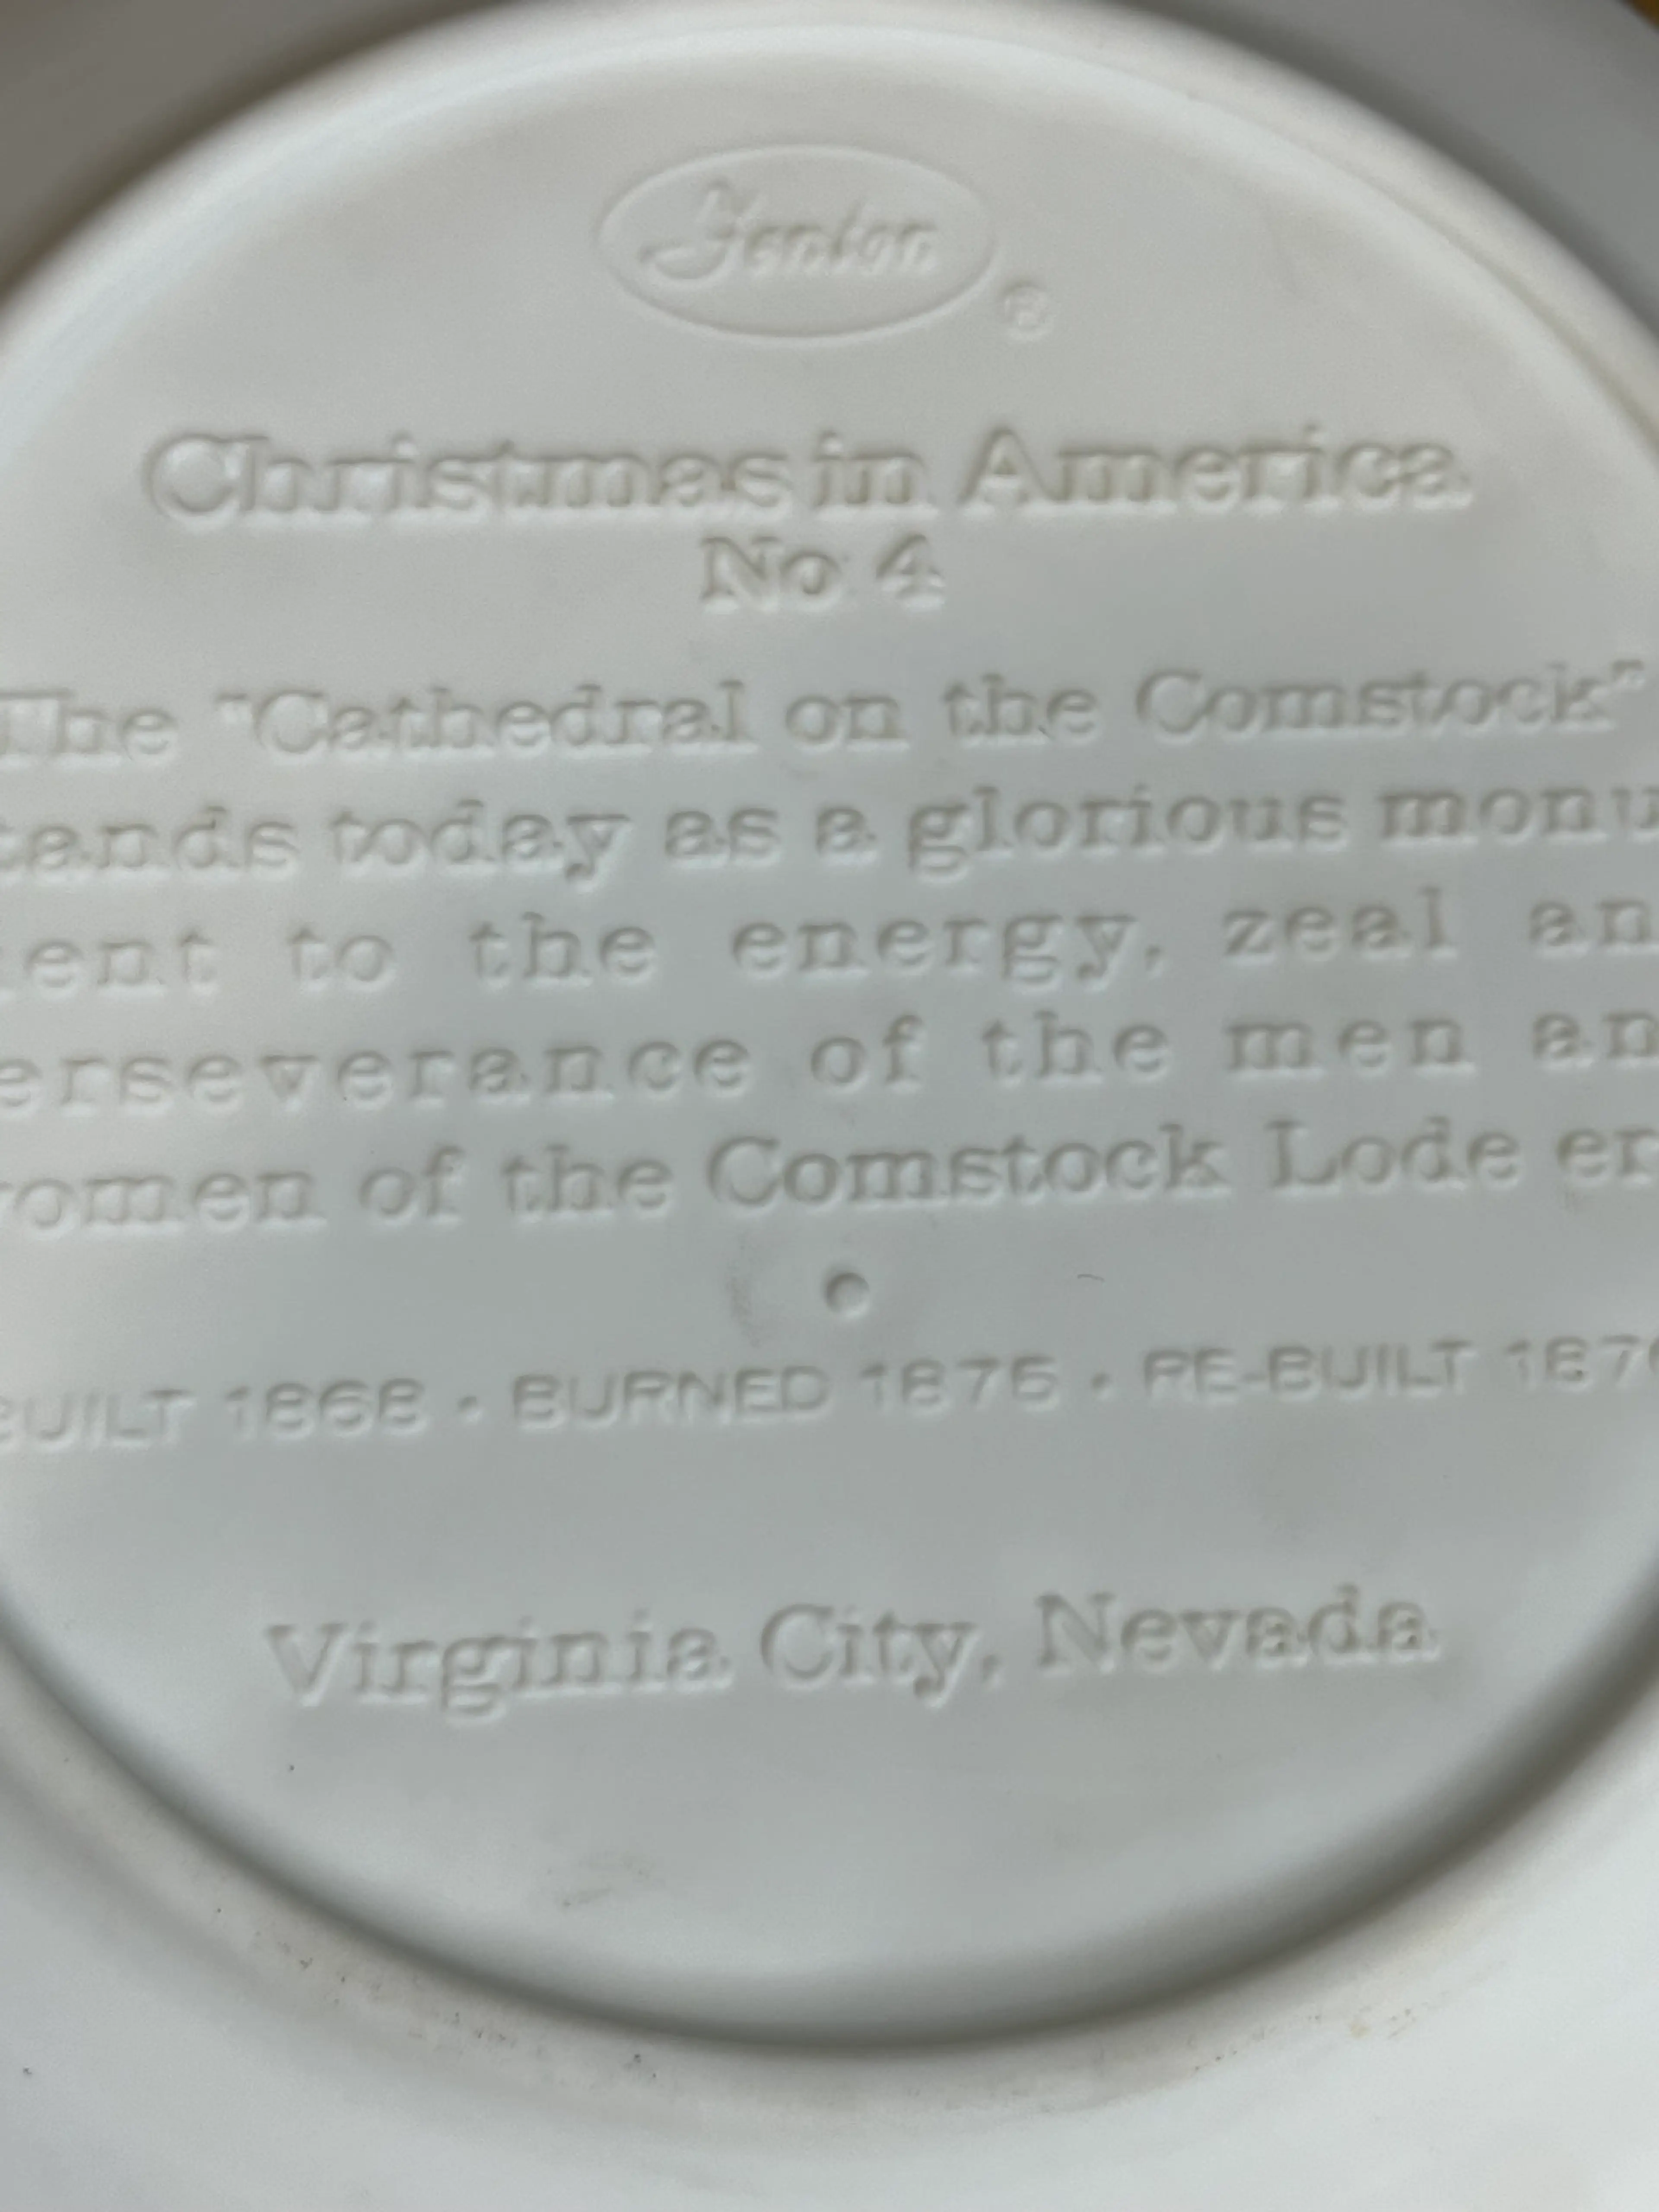 Fenton ®
Christmas in America
No 4
The "Cathedral on the Comstock"
tands today as a glorious monu
ent to the energy, zeal an
erseverance of the men an
omen of the Comstock Lode er
BUILT 1868 • BURNED 1875 • RE-BUILT 187
Virginia City, Nevada